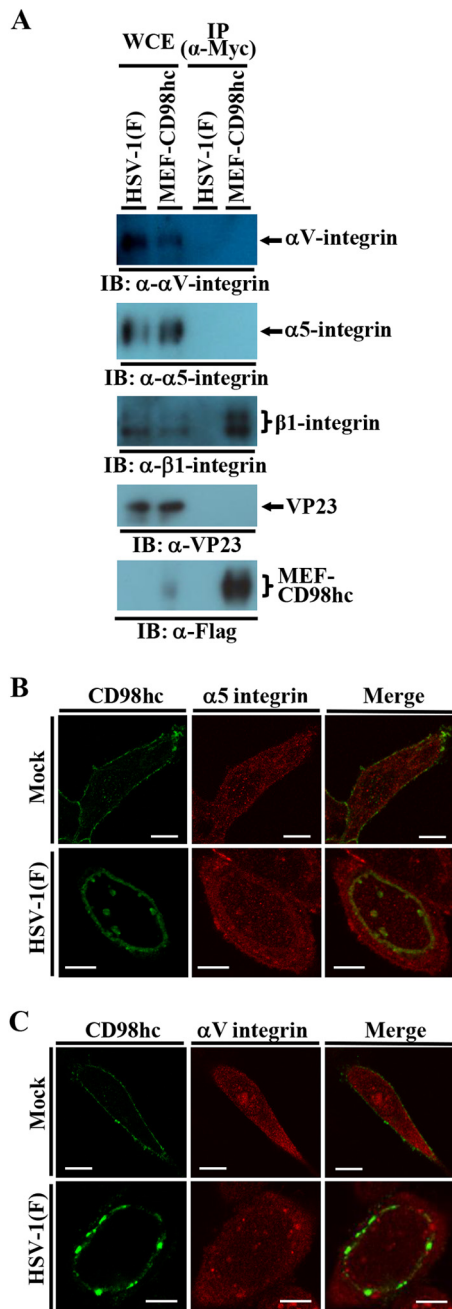 A
WCE
IP
(α-Myc)
HSV-1(F)
MEF-CD98hc
HSV-1(F)
MEF-CD98hc
αV-integrin
IB: α-αV-integrin
α5-integrin
IB: α-α5-integrin
β1-integrin
IB: α-β1-integrin
VP23
IB: α-VP23
MEF-
CD98hc
IB: α-Flag
B
CD98hc
α5 integrin
Merge
Mock
HSV-1(F)
C
CD98hc
αV integrin
Merge
Mock
HSV-1(F)